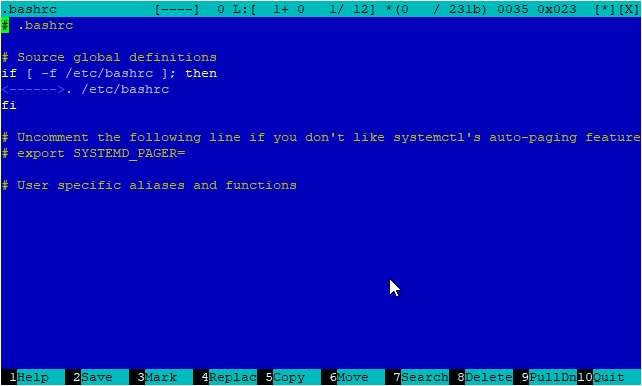 .bashrc [----] 0 L:[ 1+ 0 1/ 12] *(0 / 231b) 0035 0x023 [*][X]
# .bashrc
# Source global definitions
if [ -f /etc/bashrc ]; then
<------>. /etc/bashrc
fi
# Uncomment the following line if you don't like systemctl's auto-paging feature
# export SYSTEMD_PAGER=
# User specific aliases and functions
1Help 2Save 3Mark 4Replac 5Copy 6Move 7Search 8Delete 9PullDn 10Quit